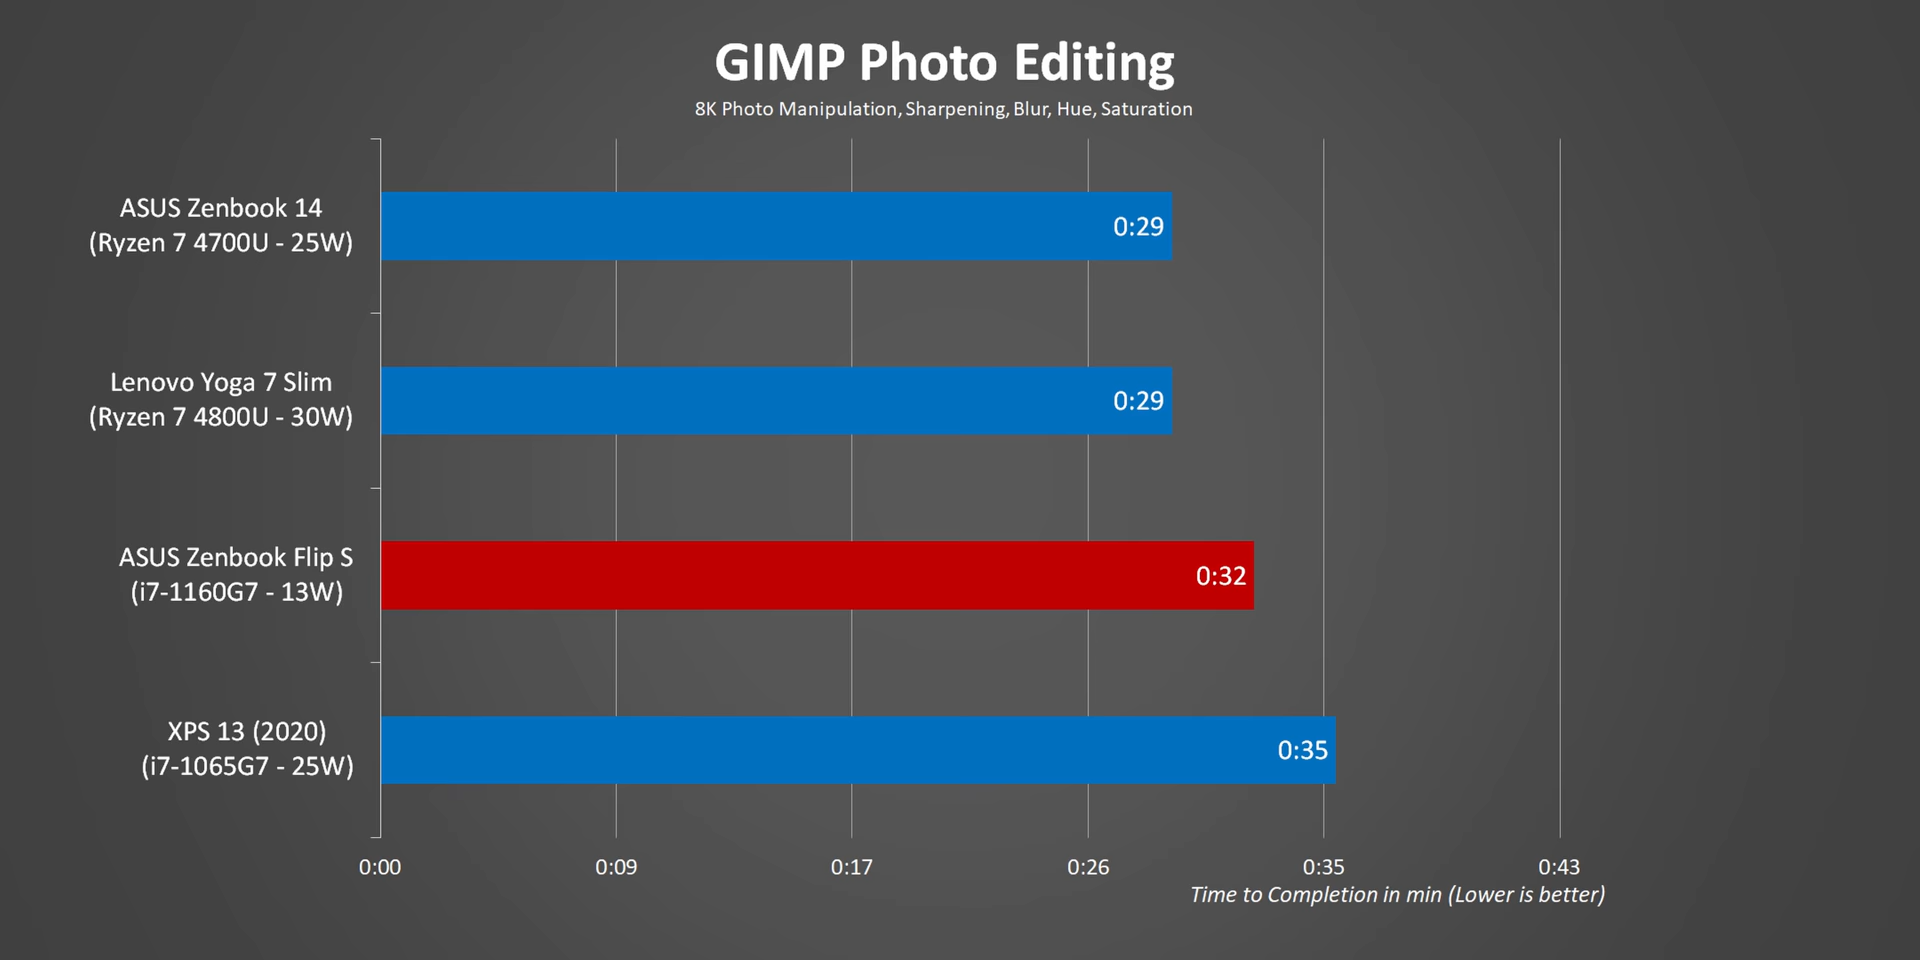 GIMP Photo Editing
8K Photo Manipulation, Sharpening, Blur, Hue, Saturation
ASUS Zenbook 14
(Ryzen 7 4700U - 25W)
0:29
Lenovo Yoga 7 Slim
(Ryzen 7 4800U - 30W)
0:29
ASUS Zenbook Flip S
(i7-1160G7 - 13W)
0:32
XPS 13 (2020)
(i7-1065G7 - 25W)
0:35
0:00 0:09 0:17 0:26 0:35 0:43
Time to Completion in min (Lower is better)